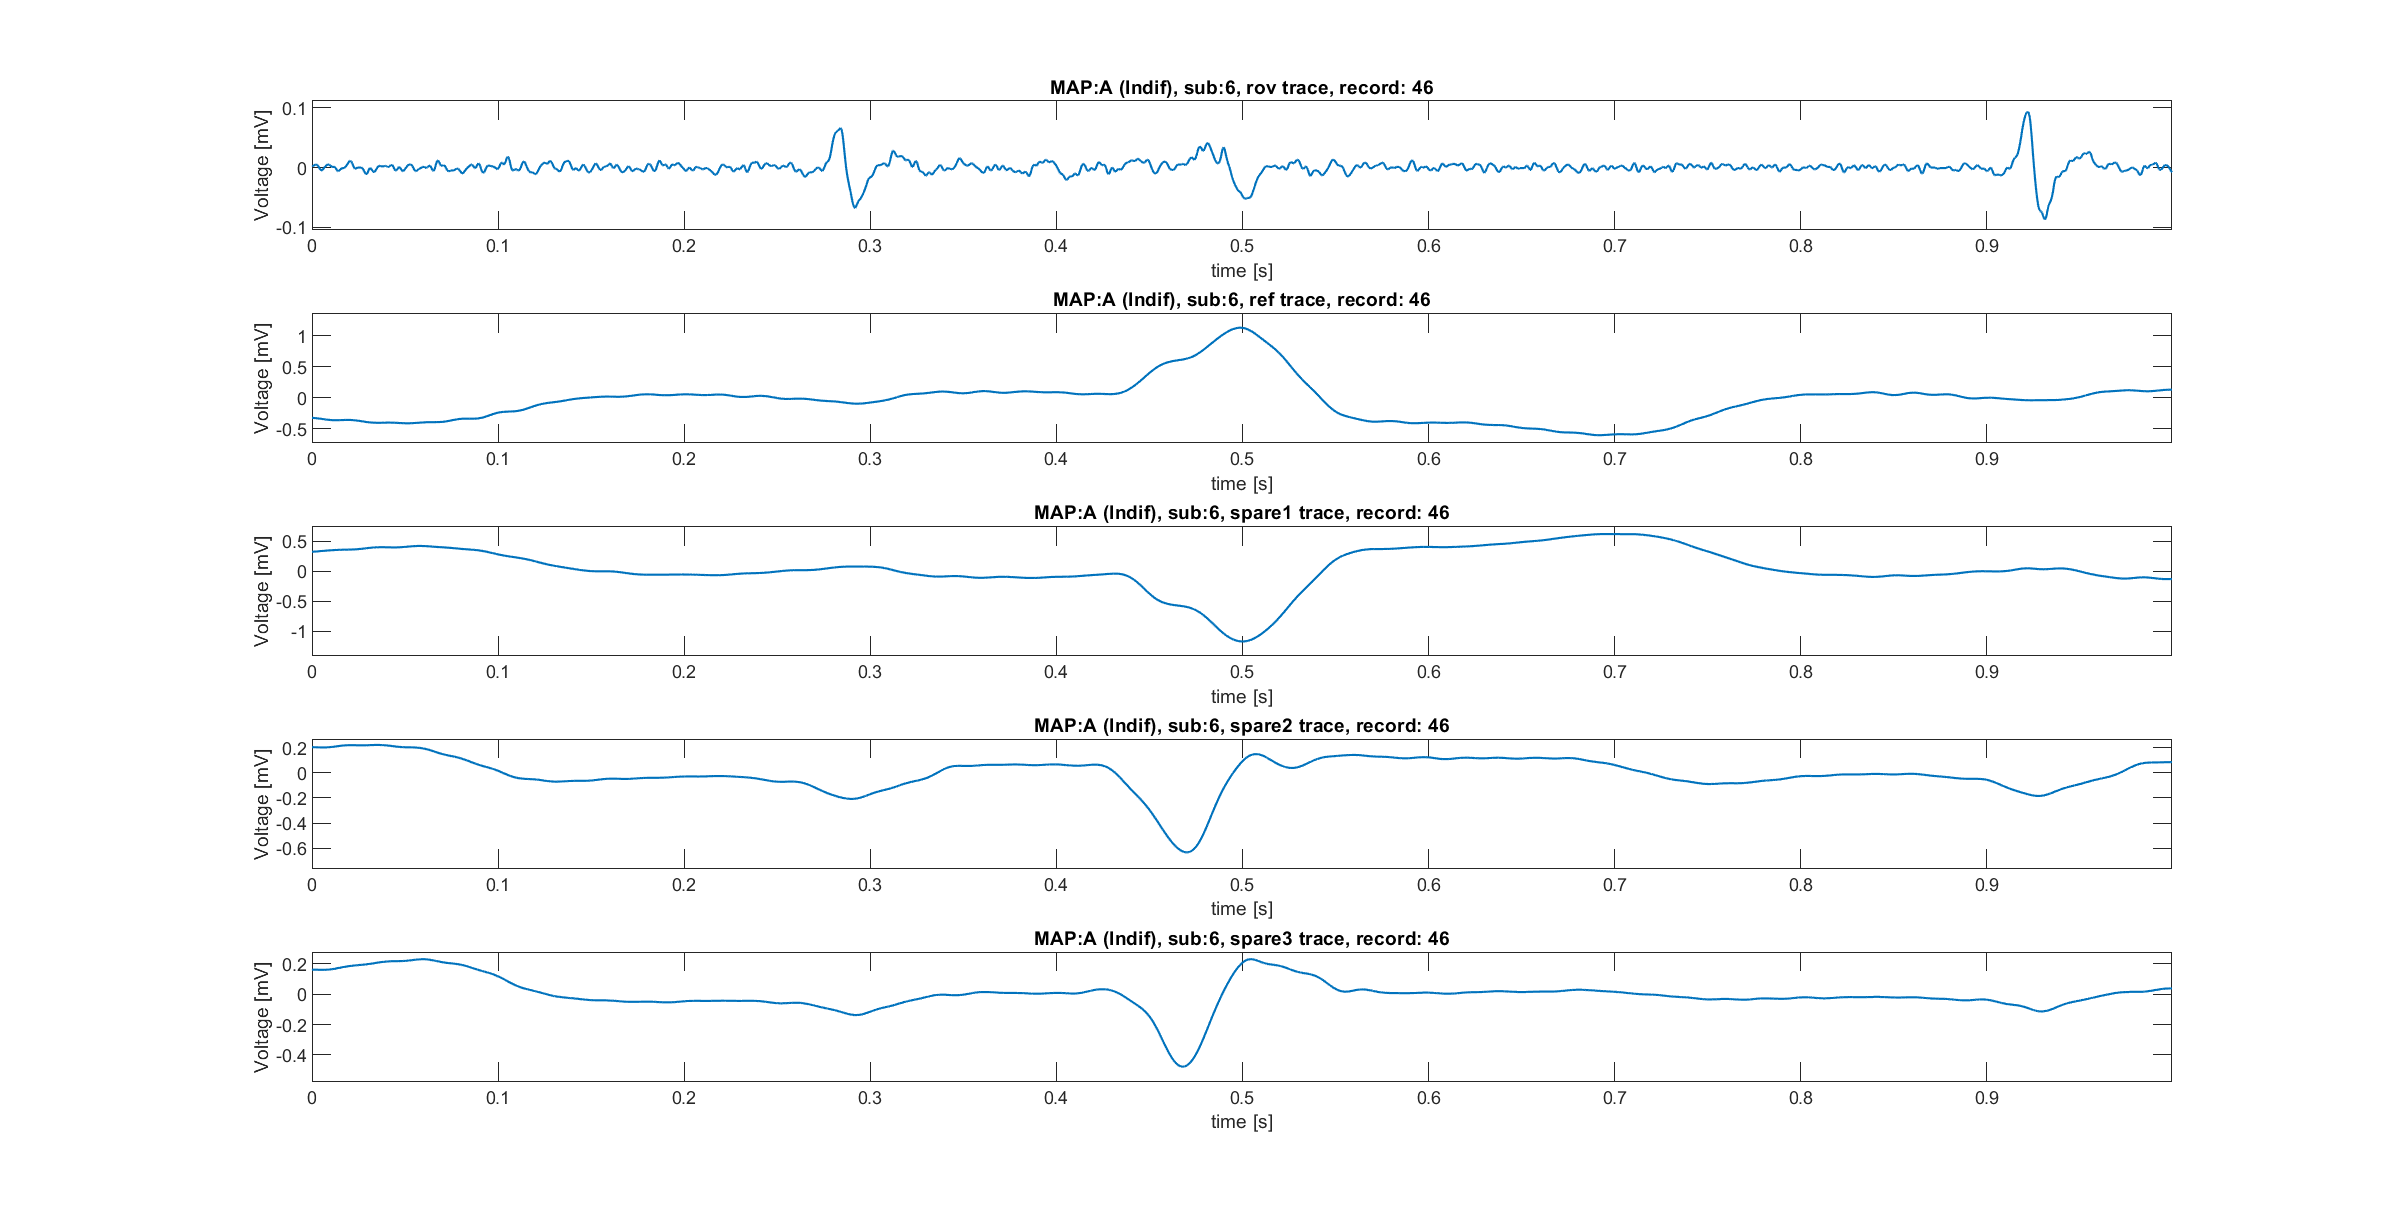 MAP:A (Indif), sub:6, rov trace, record: 46
Voltage [mV]
0.1
0
-0.1
0 0.1 0.2 0.3 0.4 0.5 0.6 0.7 0.8 0.9
time [s]
MAP:A (Indif), sub:6, ref trace, record: 46
Voltage [mV]
1
0.5
0
-0.5
0 0.1 0.2 0.3 0.4 0.5 0.6 0.7 0.8 0.9
time [s]
MAP:A (Indif), sub:6, spare1 trace, record: 46
Voltage [mV]
0.5
0
-0.5
-1
0 0.1 0.2 0.3 0.4 0.5 0.6 0.7 0.8 0.9
time [s]
MAP:A (Indif), sub:6, spare2 trace, record: 46
Voltage [mV]
0.2
0
-0.2
-0.4
-0.6
0 0.1 0.2 0.3 0.4 0.5 0.6 0.7 0.8 0.9
time [s]
MAP:A (Indif), sub:6, spare3 trace, record: 46
Voltage [mV]
0.2
0
-0.2
-0.4
0 0.1 0.2 0.3 0.4 0.5 0.6 0.7 0.8 0.9
time [s]